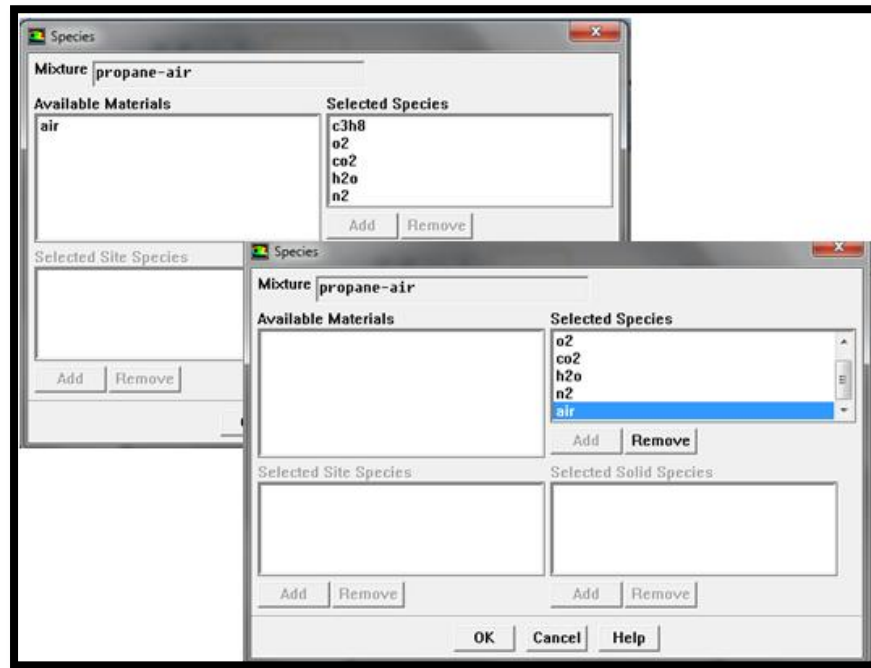 Species
Mixture propane-air
Available Materials
Selected Species
air
c3h8
o2
co2
h2o
n2
Add Remove
Selected Site Species
Add Remove
Species
Mixture propane-air
Available Materials
Selected Species
o2
co2
h2o
n2
air
Add Remove
Selected Site Species
Selected Solid Species
Add Remove
Add Remove
OK Cancel Help